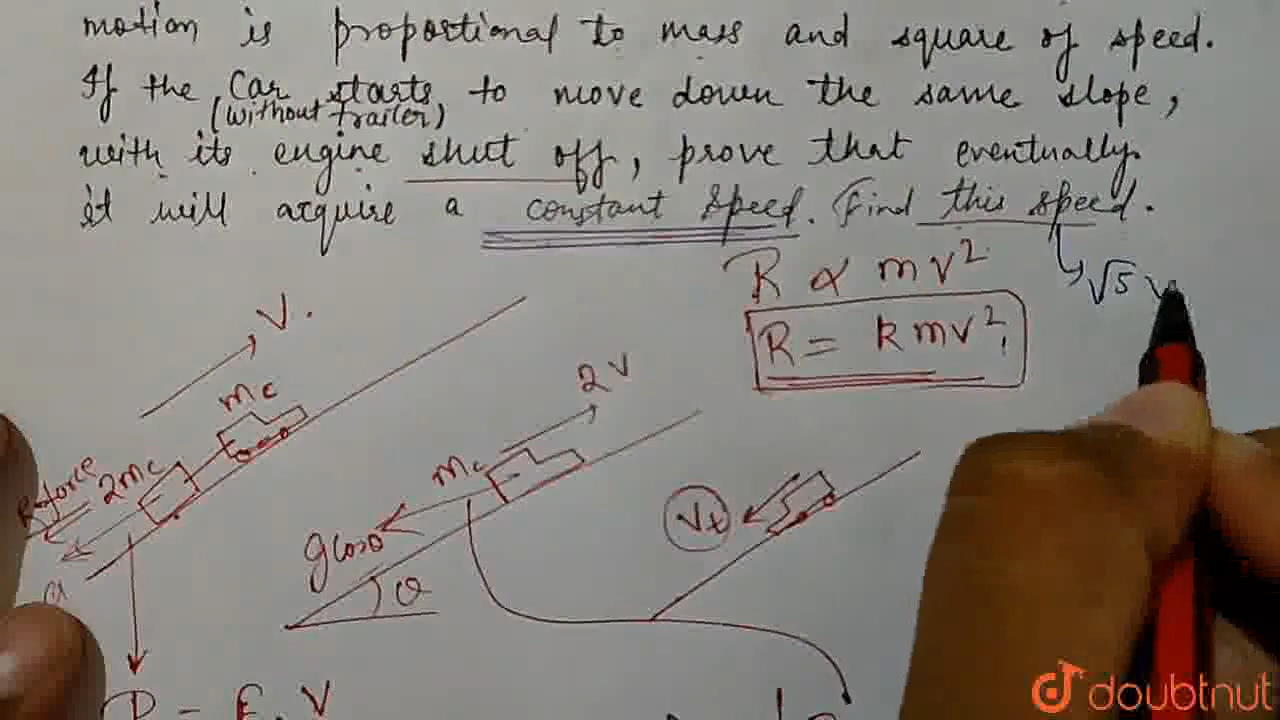 motion is proportional to mass and square of speed.
If the car starts to move down the same slope,
(without trailer)
with its engine shut off, prove that eventually
it will acquire a constant speed. Find this speed.
R ∝ mv²
√5 v
R = kmv²
V.
mc
2mc
R force
2V
mc
gcosθ
θ
Vt
P = F. V
doubtnut